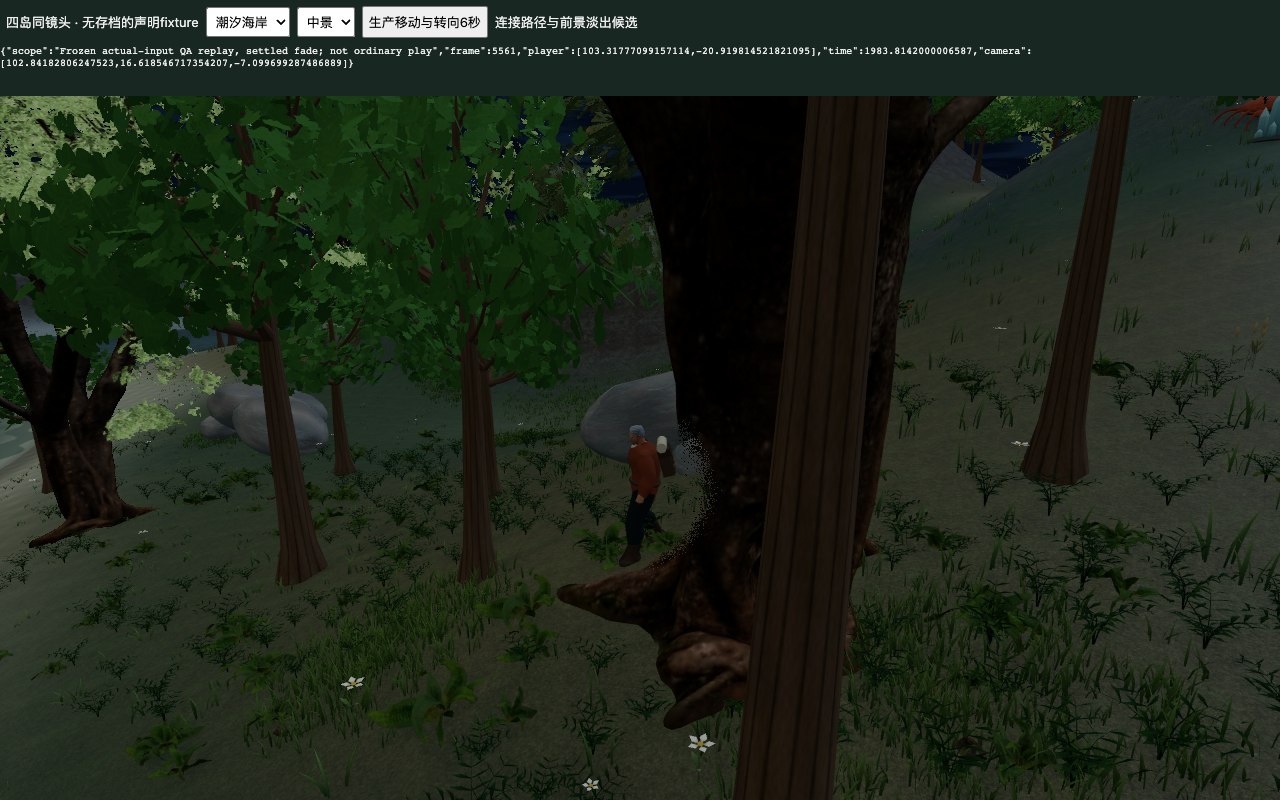 四岛同镜头 · 无存档的声明fixture 潮汐海岸 中景 生产移动与转向6秒 连接路径与前景淡出候选
{"scope":"Frozen actual-input QA replay, settled fade; not ordinary play","frame":5561,"player":[103.31777099157114,-20.919814521821095],"time":1983.8142000006587,"camera":
[102.84182806247523,16.618546717354207,-7.099699287486889]}